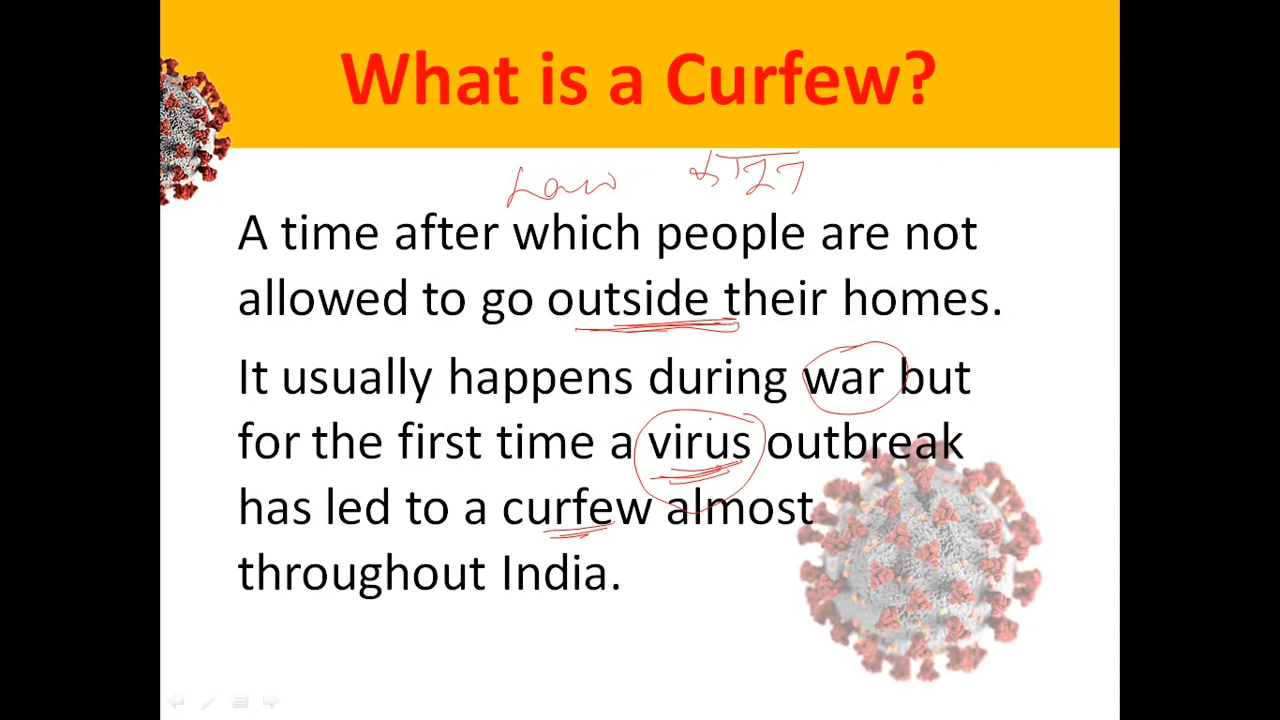 What is a Curfew?
Law
A time after which people are not
allowed to go outside their homes.
It usually happens during war but
for the first time a virus outbreak
has led to a curfew almost
throughout India.